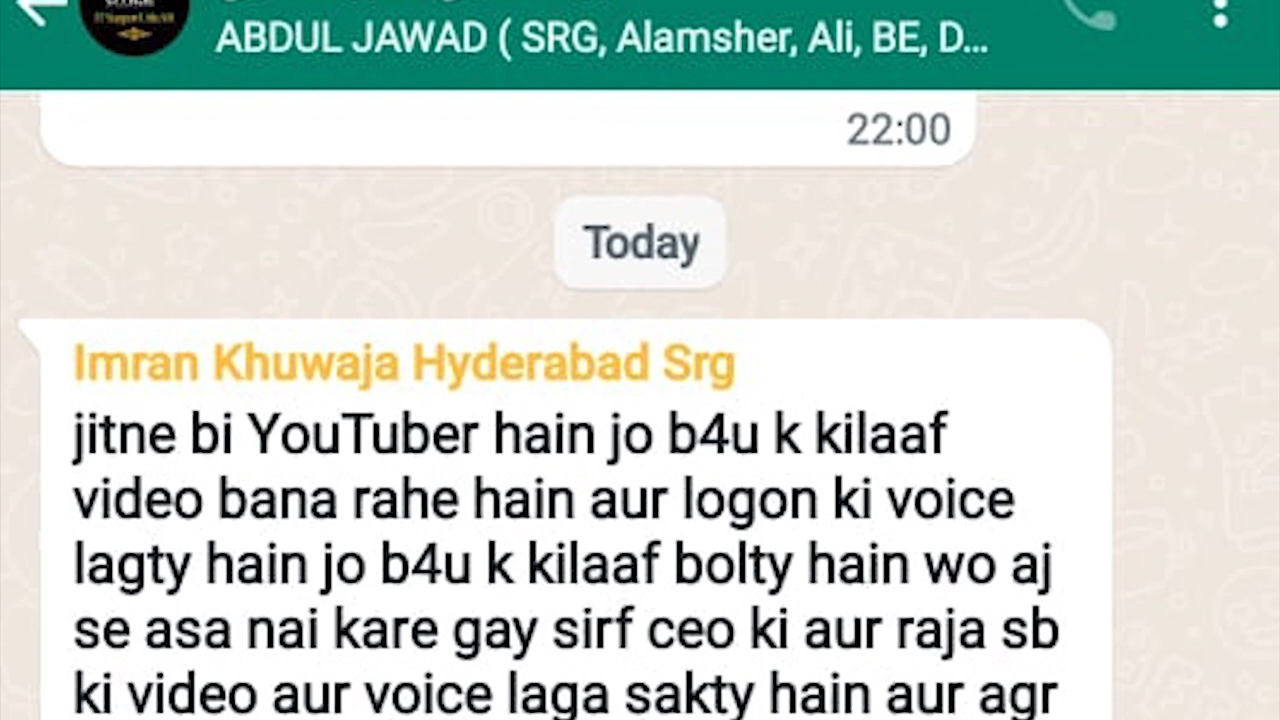 ABDUL JAWAD ( SRG, Alamsher, Ali, BE, D...
22:00
Today
Imran Khuwaja Hyderabad Srg
jitne bi YouTuber hain jo b4u k kilaaf
video bana rahe hain aur logon ki voice
lagty hain jo b4u k kilaaf bolty hain wo aj
se asa nai kare gay sirf ceo ki aur raja sb
ki video aur voice laga sakty hain aur agr